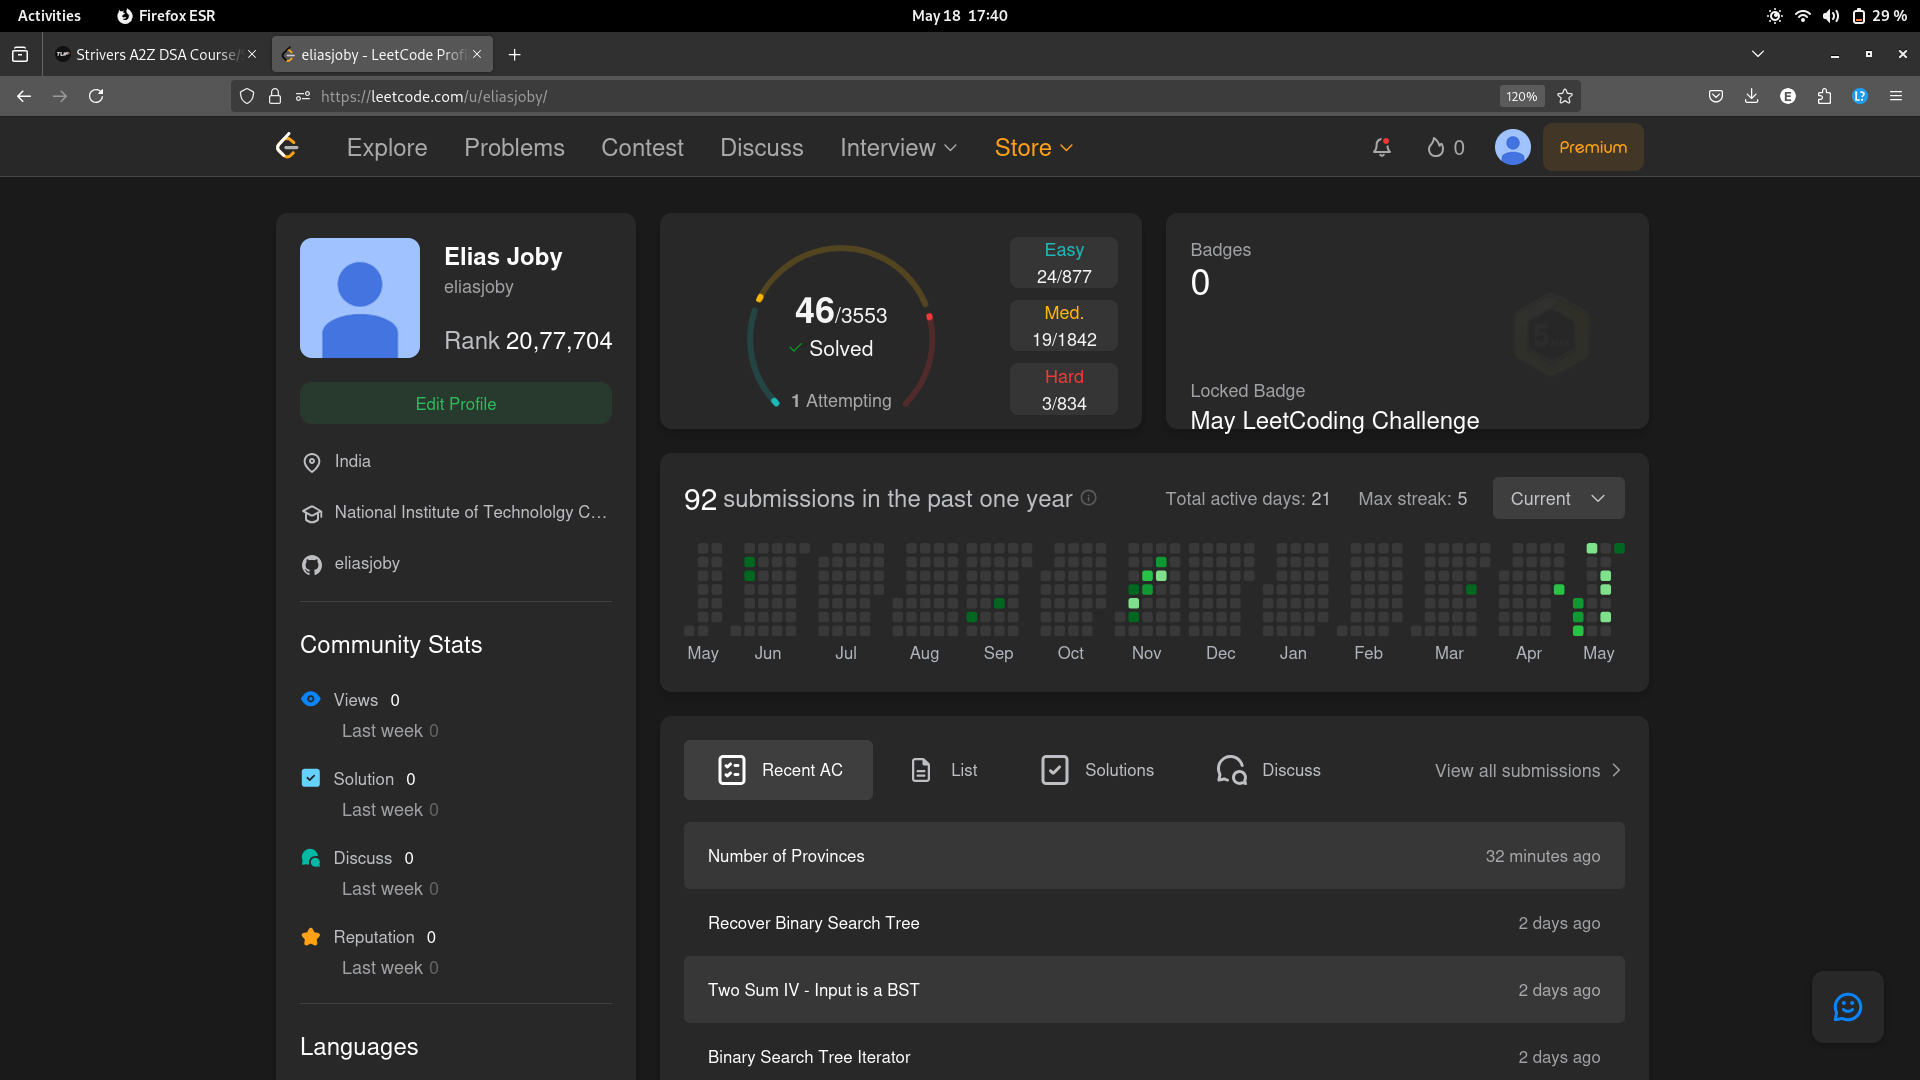 Activities
Firefox ESR
May 18 17:40
29 %
Strivers A2Z DSA Course/
eliasjoby - LeetCode Prof
https://leetcode.com/u/eliasjoby/
120%
Explore
Problems
Contest
Discuss
Interview
Store
0
Premium
Elias Joby
eliasjoby
Rank 20,77,704
Edit Profile
India
National Institute of Technololgy C...
eliasjoby
Community Stats
Views 0
Last week 0
Solution 0
Last week 0
Discuss 0
Last week 0
Reputation 0
Last week 0
Languages
46/3553
Solved
1 Attempting
Easy
24/877
Med.
19/1842
Hard
3/834
Badges
0
Locked Badge
May LeetCoding Challenge
92 submissions in the past one year
Total active days: 21
Max streak: 5
Current
May Jun Jul Aug Sep Oct Nov Dec Jan Feb Mar Apr May
Recent AC
List
Solutions
Discuss
View all submissions
Number of Provinces 32 minutes ago
Recover Binary Search Tree 2 days ago
Two Sum IV - Input is a BST 2 days ago
Binary Search Tree Iterator 2 days ago